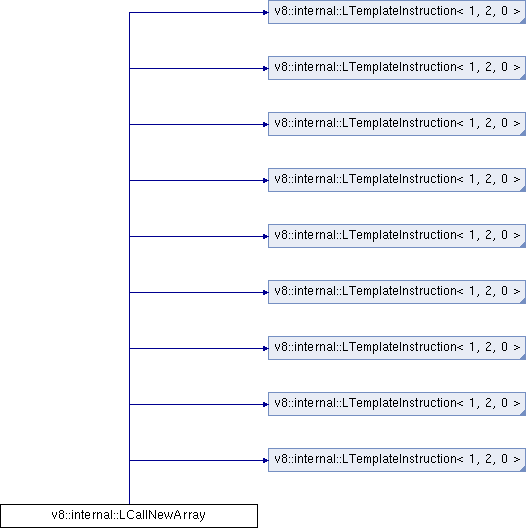 v8::internal::LTemplateInstruction< 1, 2, 0 >
v8::internal::LTemplateInstruction< 1, 2, 0 >
v8::internal::LTemplateInstruction< 1, 2, 0 >
v8::internal::LTemplateInstruction< 1, 2, 0 >
v8::internal::LTemplateInstruction< 1, 2, 0 >
v8::internal::LTemplateInstruction< 1, 2, 0 >
v8::internal::LTemplateInstruction< 1, 2, 0 >
v8::internal::LTemplateInstruction< 1, 2, 0 >
v8::internal::LTemplateInstruction< 1, 2, 0 >
v8::internal::LCallNewArray